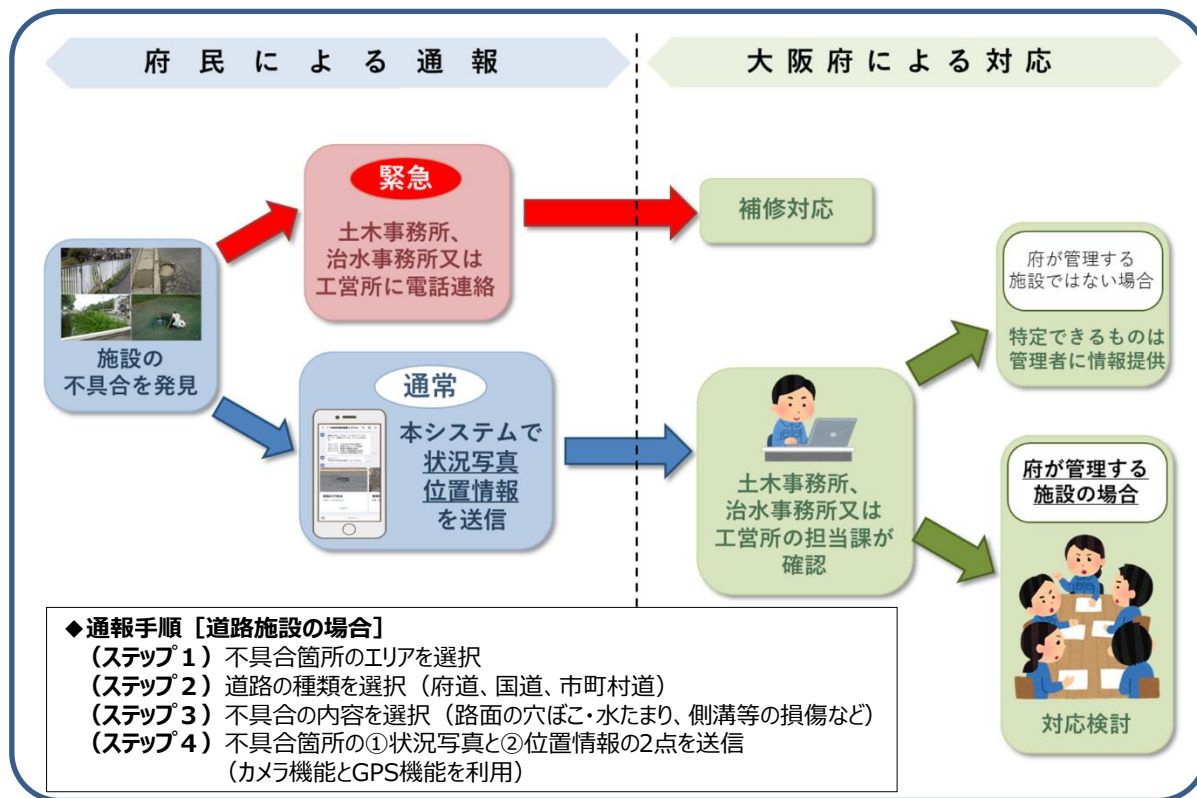 府民による通報
大阪府による対応
緊急
土木事務所、
治水事務所又は
工営所に電話連絡
補修対応
施設の
不具合を発見
通常
本システムで
状況写真
位置情報
を送信
土木事務所、
治水事務所又は
工営所の担当課が
確認
府が管理する
施設ではない場合
特定できるものは
管理者に情報提供
府が管理する
施設の場合
対応検討
◆通報手順［道路施設の場合］
（ステップ１）不具合箇所のエリアを選択
（ステップ２）道路の種類を選択（府道、国道、市町村道）
（ステップ３）不具合の内容を選択（路面の穴ぼこ・水たまり、側溝等の損傷など）
（ステップ４）不具合箇所の①状況写真と②位置情報の2点を送信
（カメラ機能とGPS機能を利用）